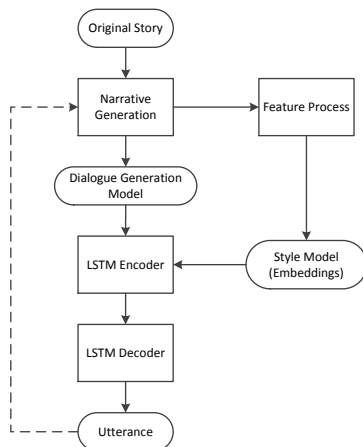 Original Story
Narrative
Generation
Feature Process
Dialogue Generation
Model
LSTM Encoder
Style Model
(Embeddings)
LSTM Decoder
Utterance